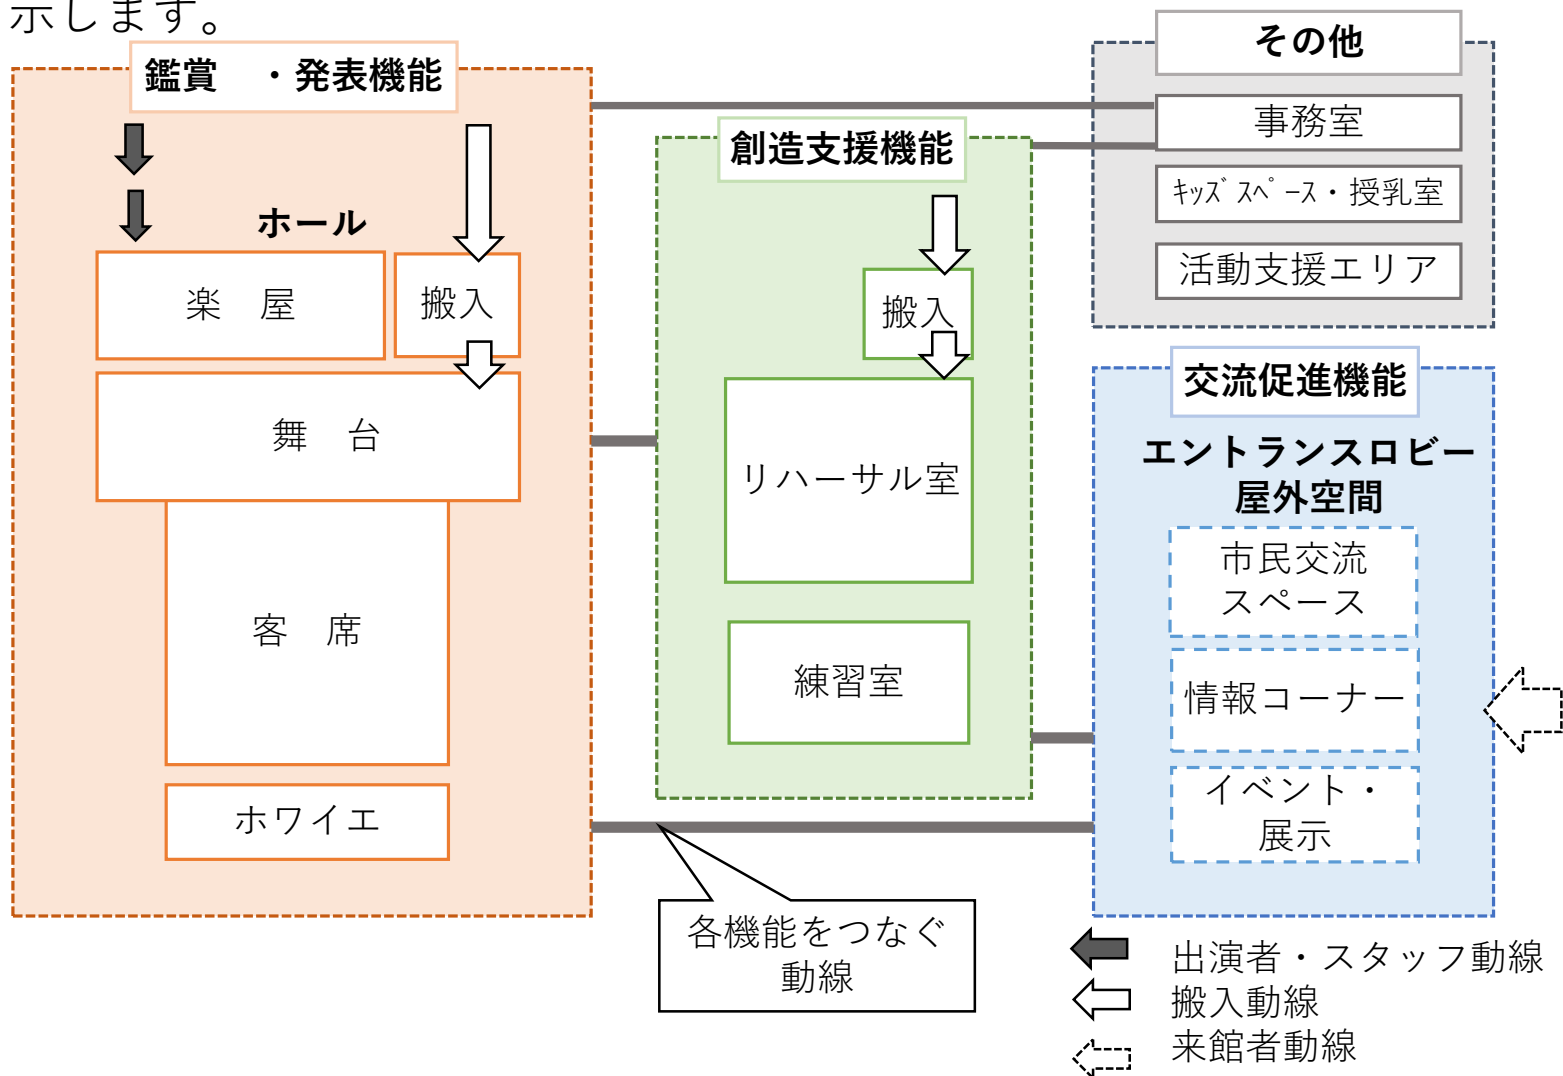 示します。
鑑賞　・発表機能
ホール
楽　屋
搬入
舞　台
客　席
ホワイエ
創造支援機能
搬入
リハーサル室
練習室
その他
事務室
ｷｯｽﾞｽﾍﾟｰｽ・授乳室
活動支援エリア
交流促進機能
エントランスロビー
屋外空間
市民交流
スペース
情報コーナー
イベント・
展示
各機能をつなぐ
動線
出演者・スタッフ動線
搬入動線
来館者動線